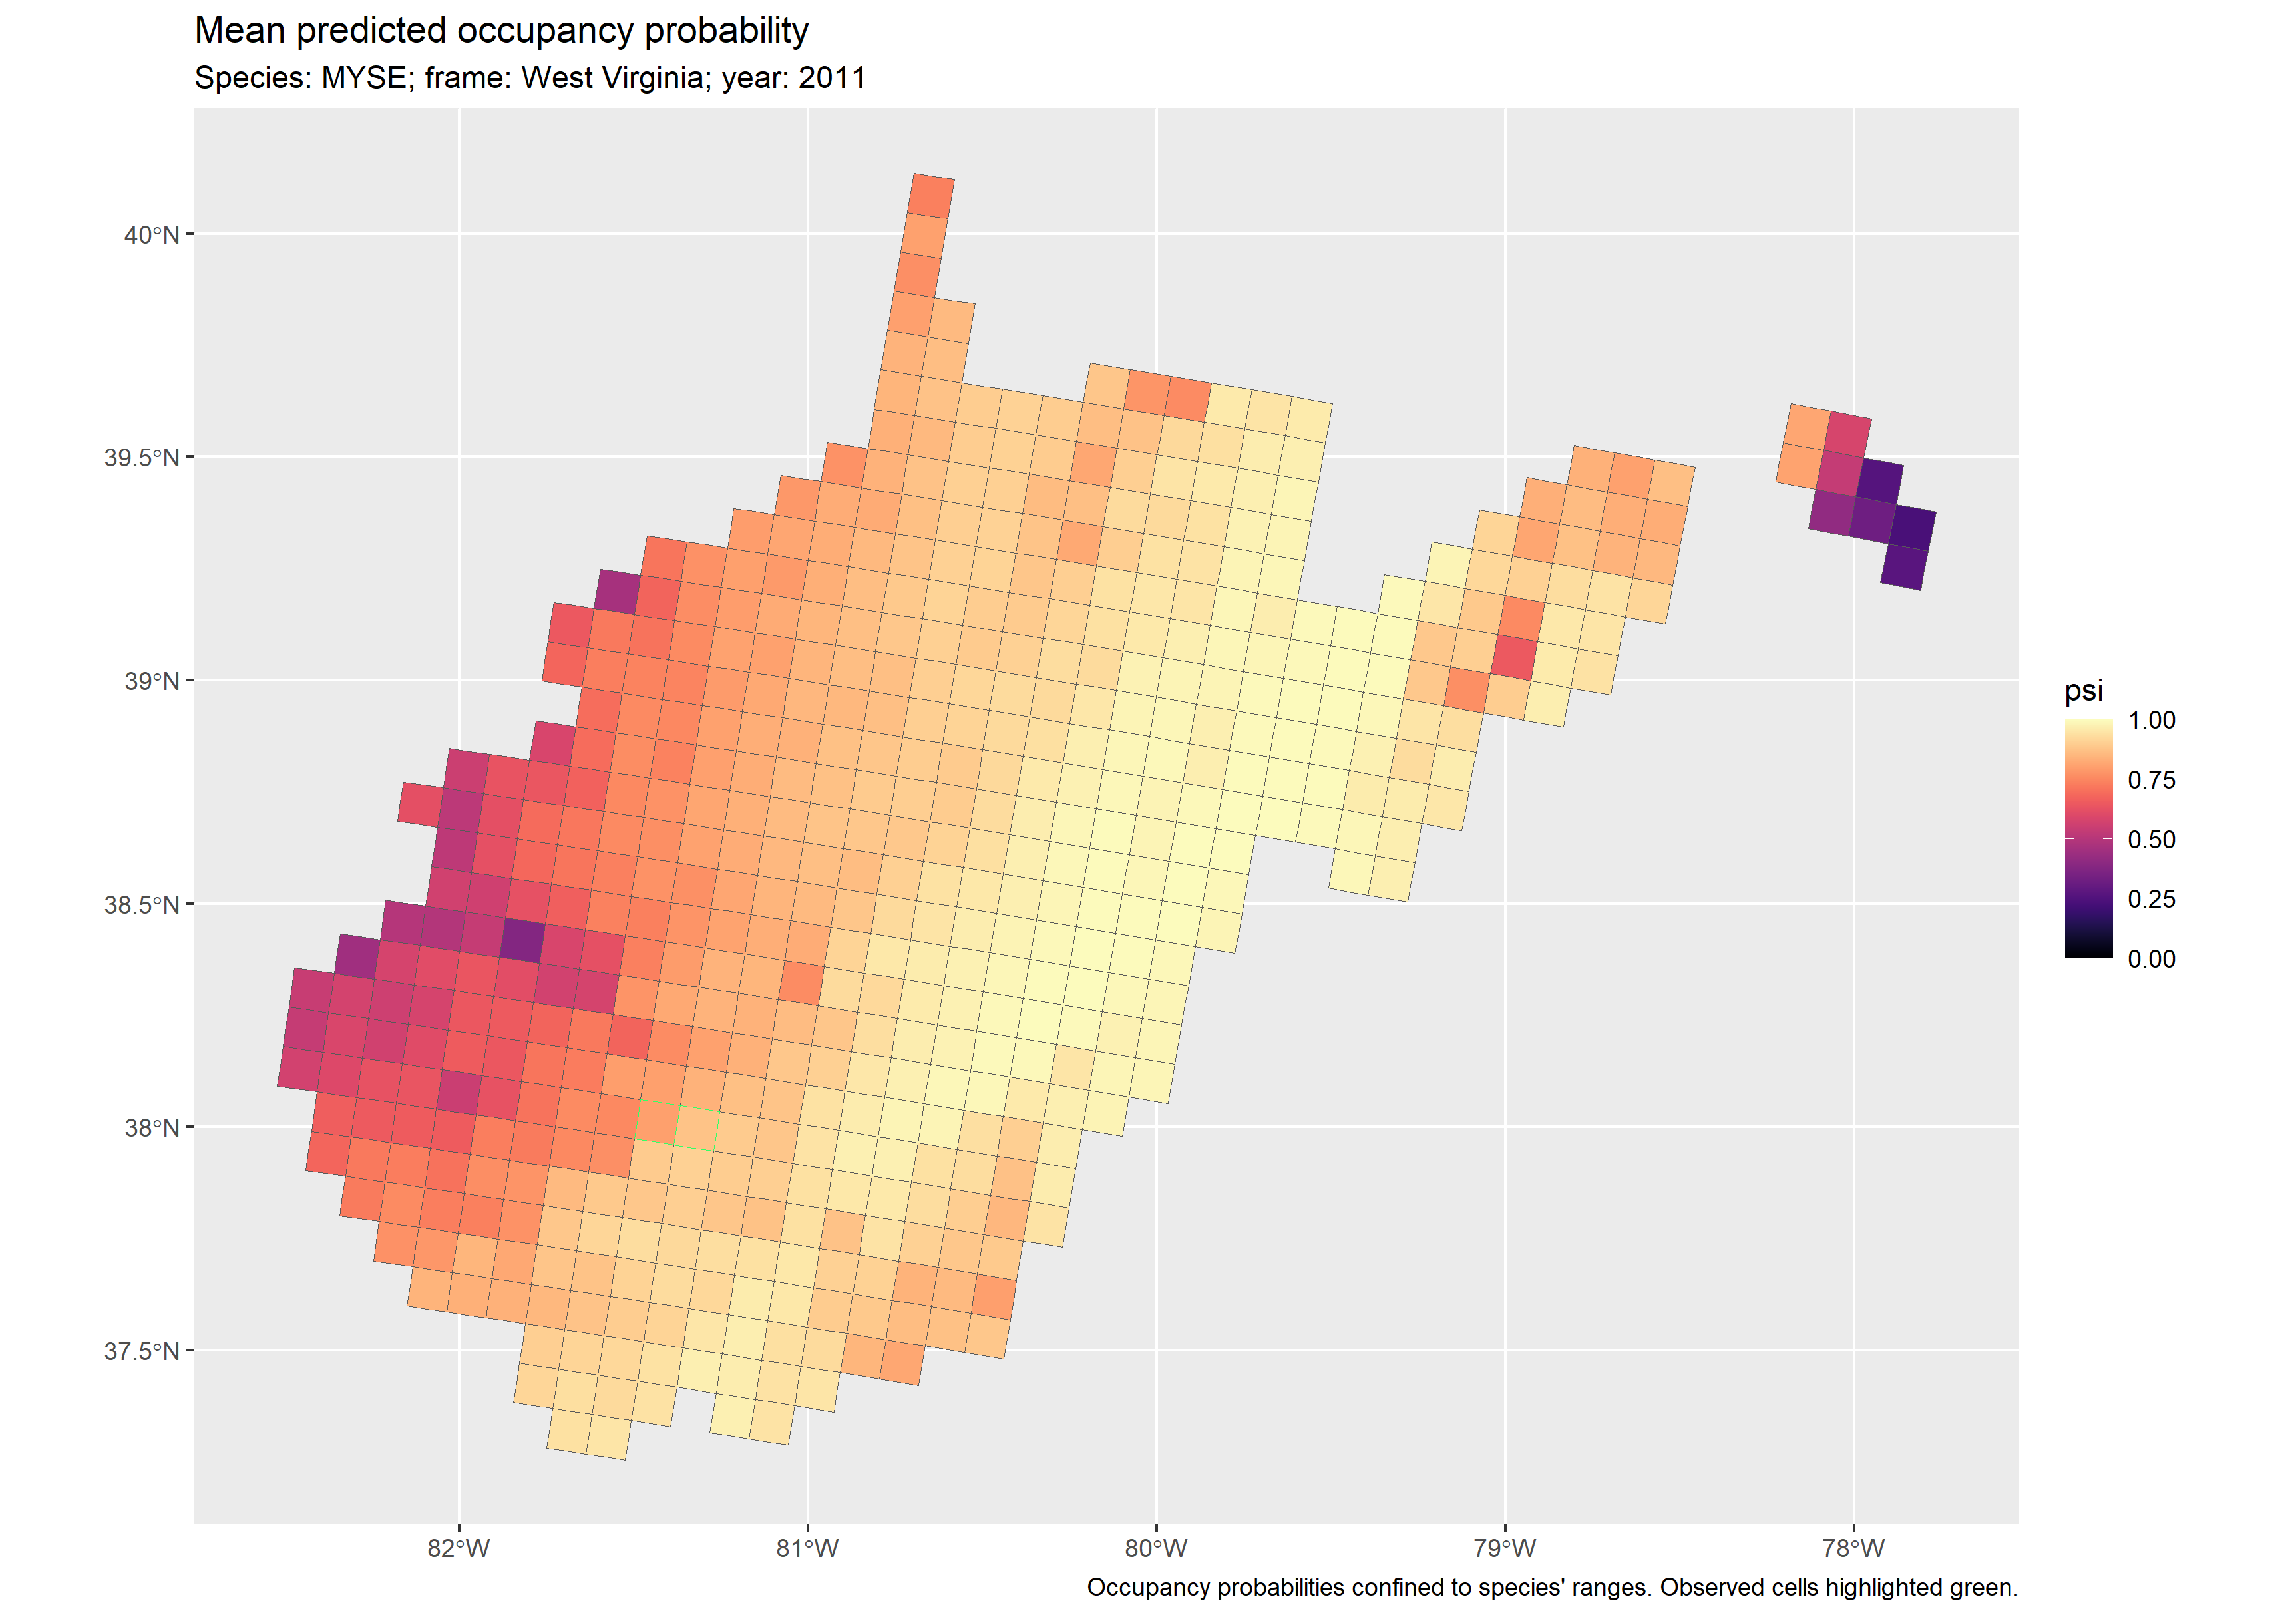 Mean predicted occupancy probability
Species: MYSE; frame: West Virginia; year: 2011
40°N
39.5°N
39°N
38.5°N
38°N
37.5°N
82°W
81°W
80°W
79°W
78°W
psi
1.00
0.75
0.50
0.25
0.00
Occupancy probabilities confined to species' ranges. Observed cells highlighted green.